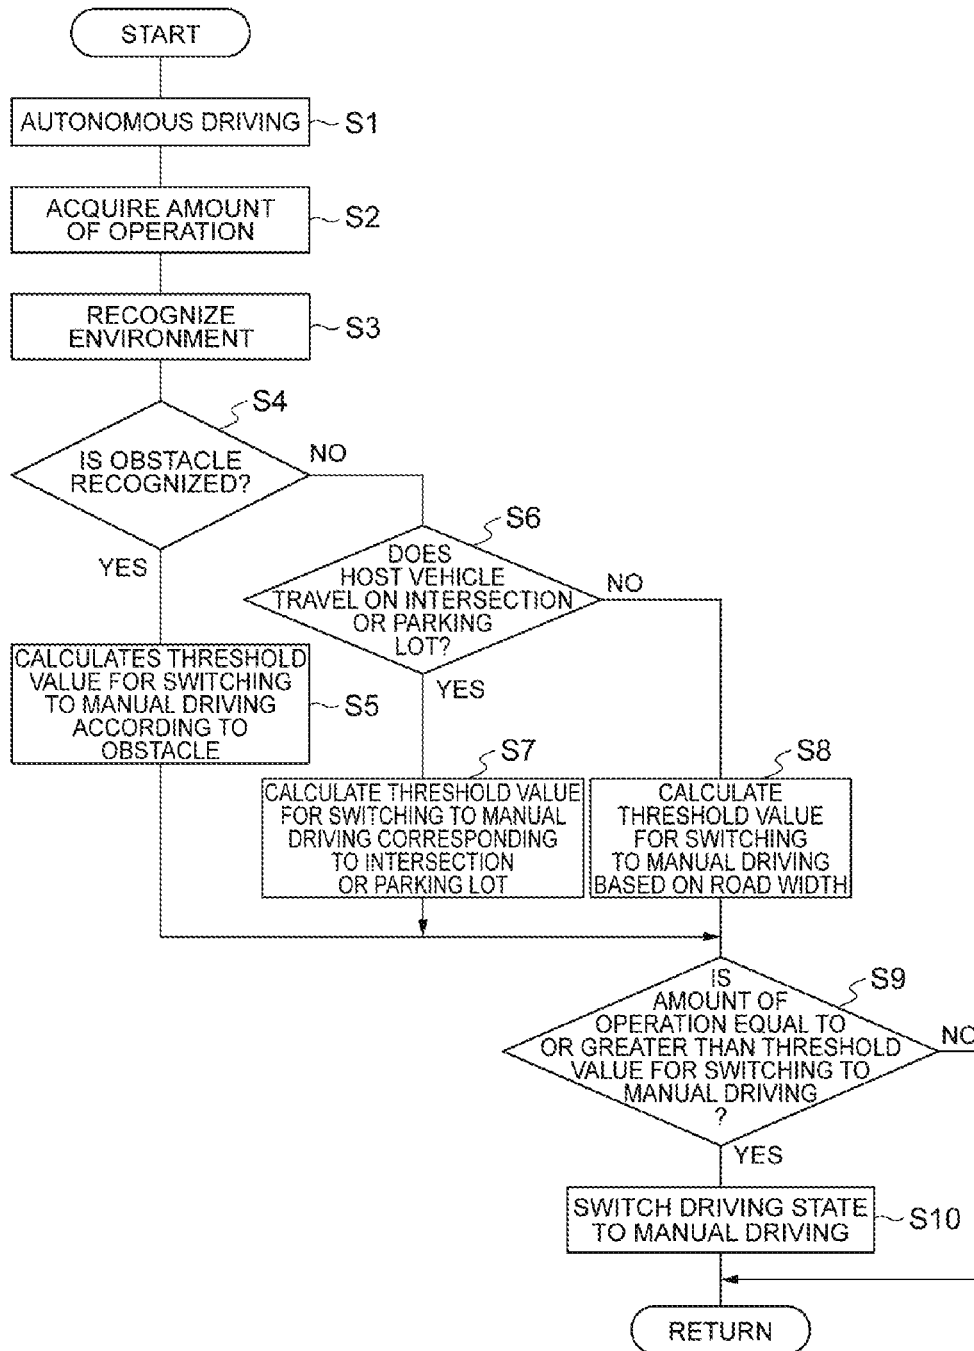 START
AUTONOMOUS DRIVING
S1
ACQUIRE AMOUNT
OF OPERATION
S2
RECOGNIZE
ENVIRONMENT
S3
S4
IS OBSTACLE
RECOGNIZED?
NO
YES
S6
DOES
HOST VEHICLE
TRAVEL ON INTERSECTION
OR PARKING
LOT?
NO
YES
CALCULATES THRESHOLD
VALUE FOR SWITCHING
TO MANUAL DRIVING
ACCORDING TO
OBSTACLE
S5
S7
CALCULATE THRESHOLD VALUE
FOR SWITCHING TO MANUAL
DRIVING CORRESPONDING
TO INTERSECTION
OR PARKING LOT
S8
CALCULATE
THRESHOLD VALUE
FOR SWITCHING
TO MANUAL DRIVING
BASED ON ROAD WIDTH
S9
IS
AMOUNT OF
OPERATION EQUAL TO
OR GREATER THAN THRESHOLD
VALUE FOR SWITCHING TO
MANUAL DRIVING
?
NO
YES
SWITCH DRIVING STATE
TO MANUAL DRIVING
S10
RETURN